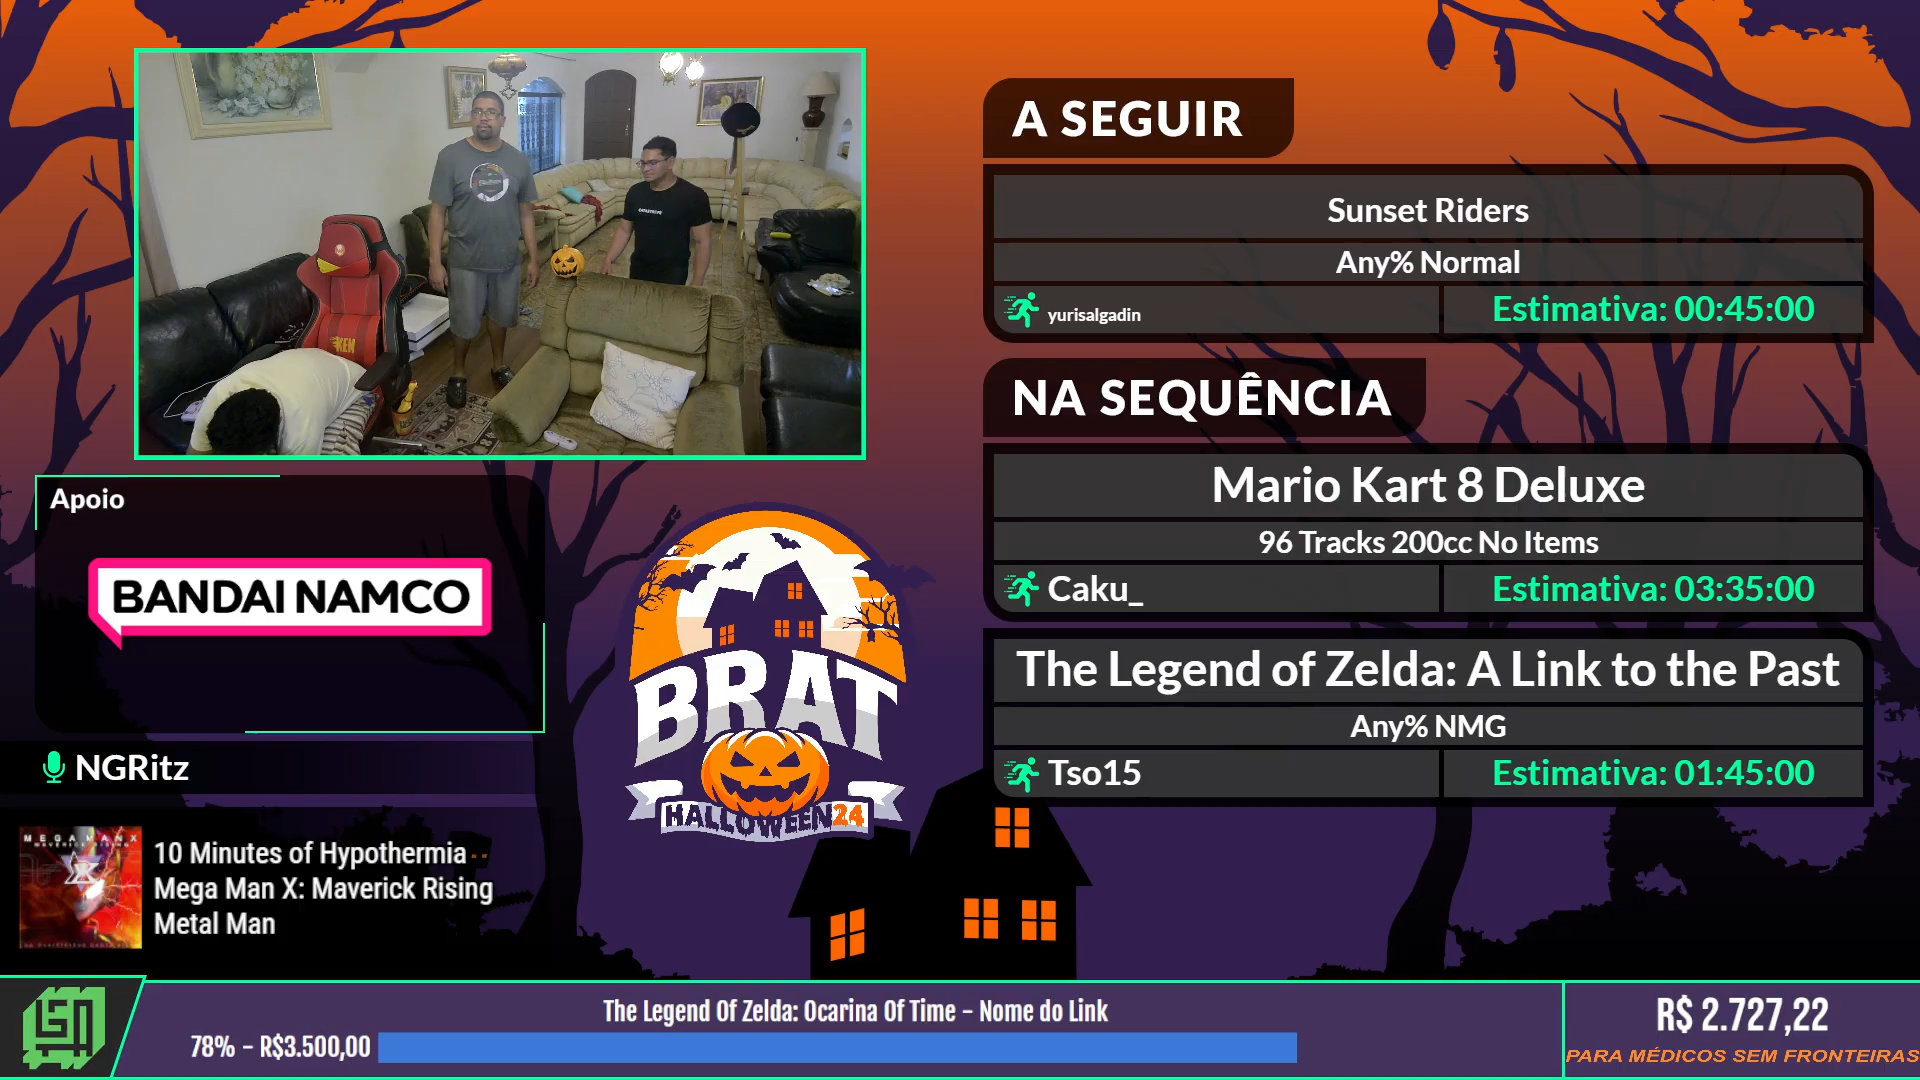 A SEGUIR
Sunset Riders
Any% Normal
yurisalgadin
Estimativa: 00:45:00
NA SEQUÊNCIA
Mario Kart 8 Deluxe
96 Tracks 200cc No Items
Caku_
Estimativa: 03:35:00
The Legend of Zelda: A Link to the Past
Any% NMG
Tso15
Estimativa: 01:45:00
KEN
Apoio
BANDAI NAMCO
BRAT
HALLOWEEN24
NGRitz
MEGAMAN X
MAVERICK RISING
10 Minutes of Hypothermia
Mega Man X: Maverick Rising
Metal Man
The Legend Of Zelda: Ocarina Of Time - Nome do Link
78% - R$3.500,00
R$ 2.727,22
PARA MÉDICOS SEM FRONTEIRAS